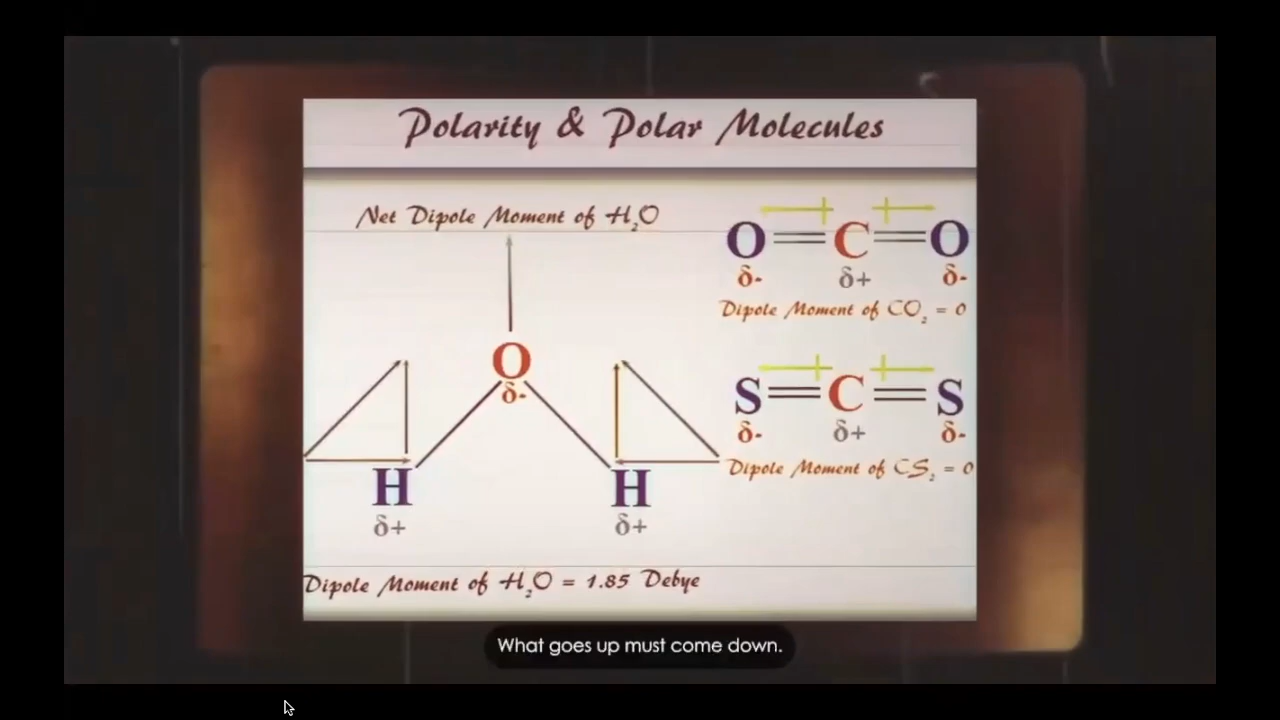 Polarity & Polar Molecules
Net Dipole Moment of H₂O
O
δ-
H H
δ+ δ+
Dipole Moment of H₂O = 1.85 Debye
O=C=O
δ- δ+ δ-
Dipole Moment of CO₂ = 0
S=C=S
δ- δ+ δ-
Dipole Moment of CS₂ = 0
What goes up must come down.